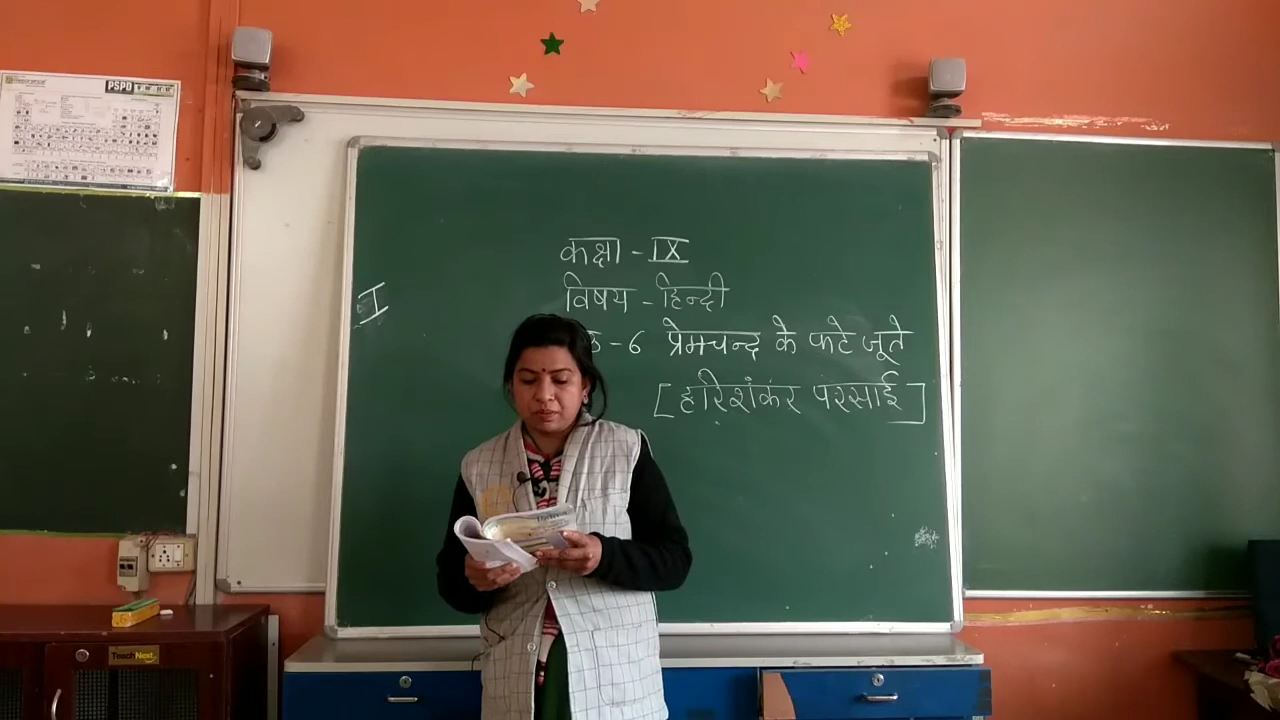 PSPD
कक्षा - IX
विषय - हिन्दी
I
- 6 प्रेमचन्द के फटे जूते
[हरिशंकर परसाई]
TeachNext